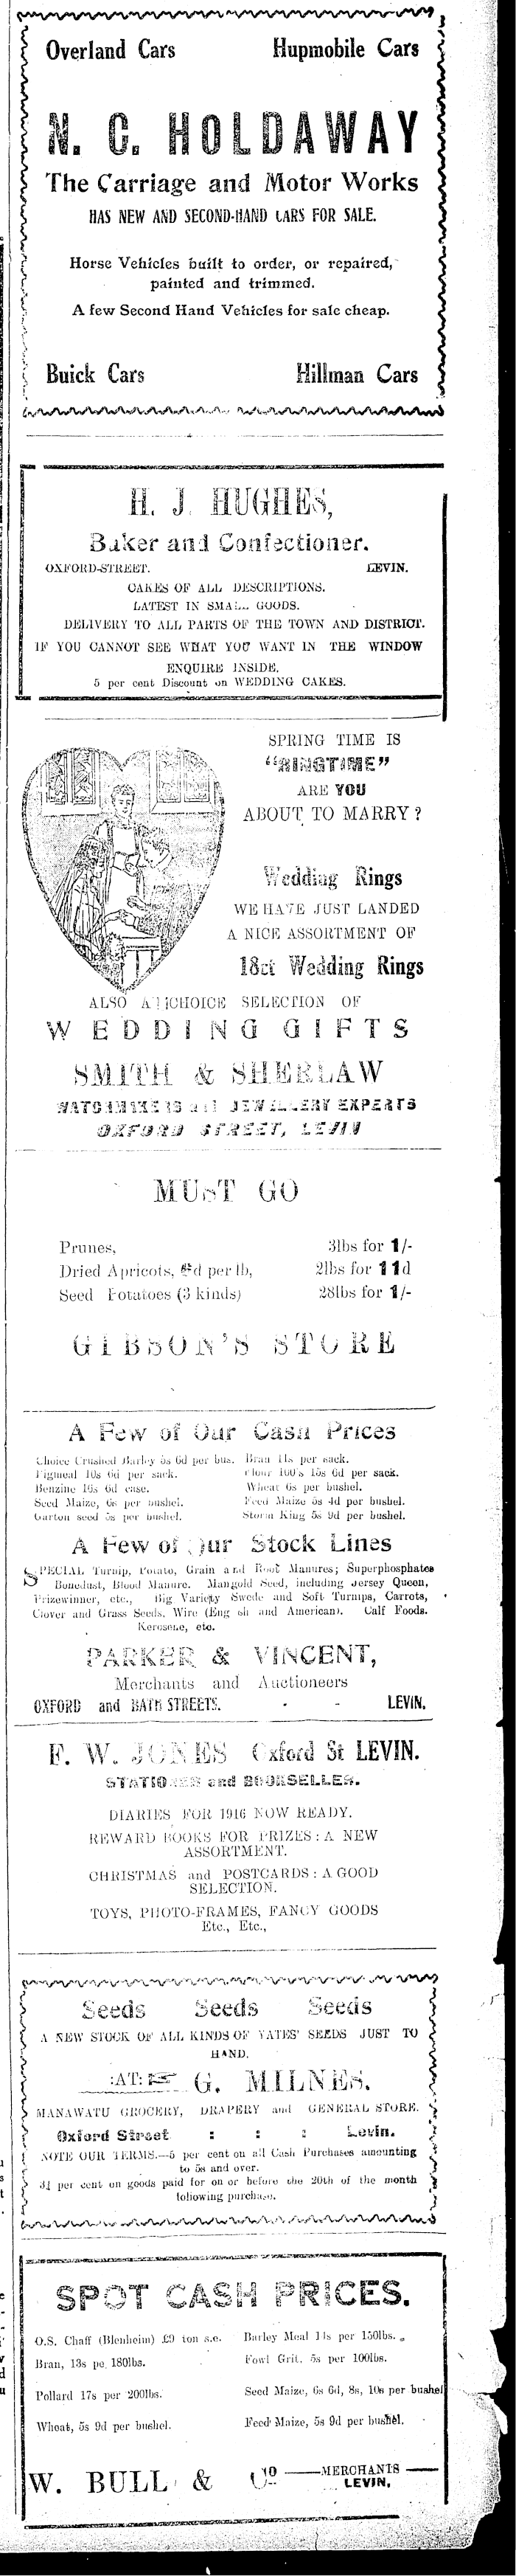 Overland Cars Hupmobile Cars
N. C. HOLDAWAY
The Carriage and Motor Works
HAS NEW AND SECOND-HAND CARS FOR SALE.
Horse Vehicles built to order, or repaired,
painted and trimmed.
A few Second Hand Vehicles for sale cheap.
Buick Cars Hillman Cars
H. J. HUGHES,
Baker and Confectioner.
OXFORD-STREET. LEVIN.
CAKES OF ALL DESCRIPTIONS.
LATEST IN SMALL GOODS.
DELIVERY TO ALL PARTS OF THE TOWN AND DISTRICT.
IF YOU CANNOT SEE WHAT YOU WANT IN THE WINDOW
ENQUIRE INSIDE.
5 per cent Discount on WEDDING CAKES.
SPRING TIME IS
"RINGTIME"
ARE YOU
ABOUT TO MARRY?
Wedding Rings
WE HAVE JUST LANDED
A NICE ASSORTMENT OF
18ct Wedding Rings
ALSO A CHOICE SELECTION OF
WEDDING GIFTS
SMITH & SHERLAW
WATCHMAKERS and JEWELLERY EXPERTS
OXFORD STREET, LEVIN
MUST GO
Prunes, 3lbs for 1/-
Dried Apricots, per lb, 2lbs for 11d
Seed Potatoes (3 kinds) 28lbs for 1/-
GIBSON'S STORE
A Few of Our Cash Prices
Choice Crushed Barley 5s 6d per bus. Bran 11s per sack.
Pigmeal 10s 6d per sack. Flour 100's 15s 6d per sack.
Benzine 19s 6d case. Wheat 6s per bushel.
Seed Maize, 6s per bushel. Feed Maize 5s 4d per bushel.
Garton seed 5s per bushel. Storm King 5s 9d per bushel.
A Few of Our Stock Lines
SPECIAL Turnip, Potato, Grain and Root Manures; Superphosphates
Bonedust, Blood Manure. Mangold Seed, including Jersey Queen,
Prizewinner, etc., Big Variety Swede and Soft Turnips, Carrots,
Clover and Grass Seeds, Wire (English and American). Calf Foods.
Kerosene, etc.
PARKER & VINCENT,
Merchants and Auctioneers
OXFORD and BATH STREETS. - - LEVIN.
F. W. JONES Oxford St LEVIN.
STATIONER and BOOKSELLER.
DIARIES FOR 1916 NOW READY.
REWARD BOOKS FOR PRIZES: A NEW
ASSORTMENT.
CHRISTMAS and POSTCARDS: A GOOD
SELECTION.
TOYS, PHOTO-FRAMES, FANCY GOODS
Etc., Etc.,
Seeds Seeds Seeds
A NEW STOCK OF ALL KINDS OF YATES' SEEDS JUST TO
HAND.
:AT: G. MILNES.
MANAWATU GROCERY, DRAPERY and GENERAL STORE.
Oxford Street : : : Levin.
NOTE OUR TERMS.—5 per cent on all Cash Purchases amounting
to 5s and over.
per cent on goods paid for on or before the 20th of the month
following purchase.
SPOT CASH PRICES.
O.S. Chaff (Blenheim) £9 ton s.e. Barley Meal 14s per 150lbs.
Bran, 13s per 180lbs. Fowl Grit. 5s per 100lbs.
Pollard 17s per 200lbs. Seed Maize, 6s 6d, 8s, 10s per bushel
Wheat, 5s 9d per bushel. Feed Maize, 5s 9d per bushel.
W. BULL & Co MERCHANTS
LEVIN.